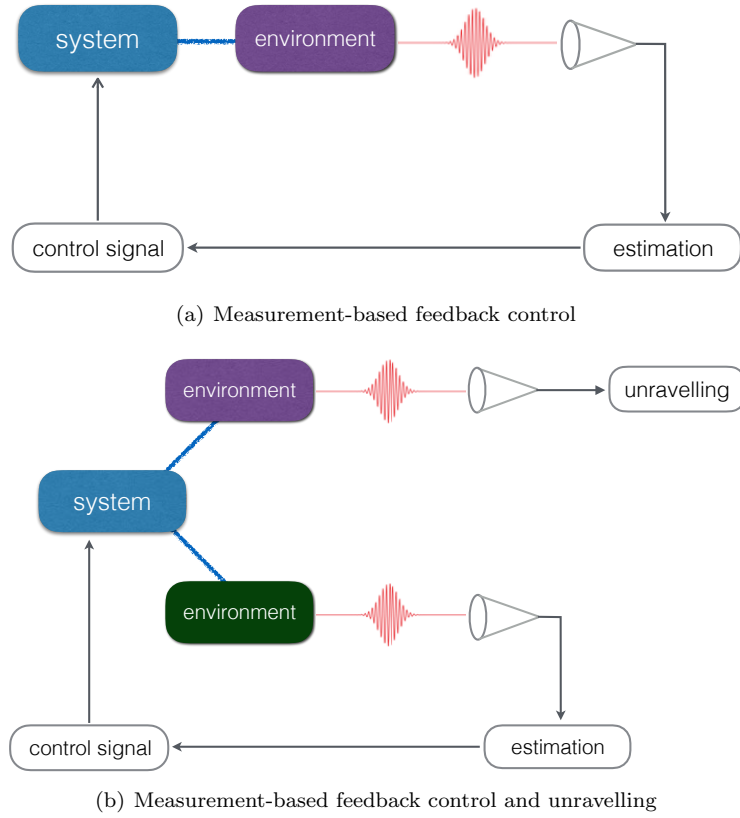 system
environment
control signal
estimation
(a) Measurement-based feedback control
environment
unravelling
system
environment
control signal
estimation
(b) Measurement-based feedback control and unravelling